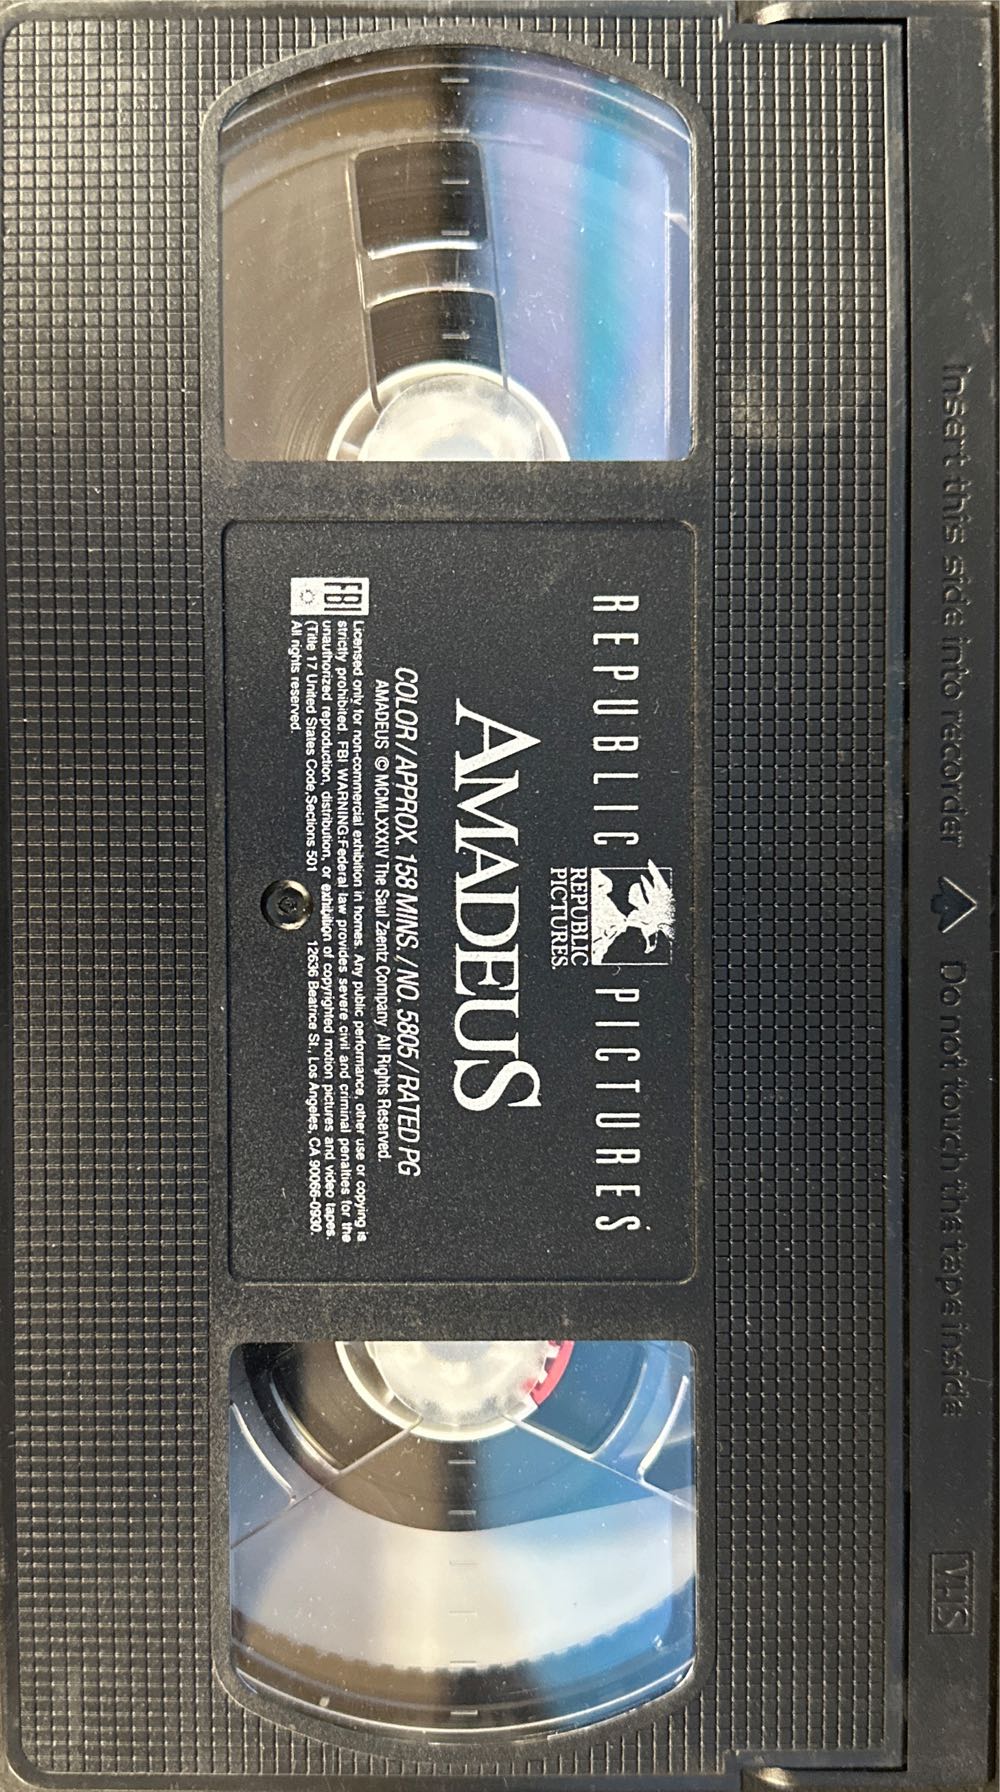 Insert this side into recorder Do not touch the tape inside VHS
REPUBLIC PICTURES
REPUBLIC
PICTURES.
AMADEUS
COLOR/APPROX. 158 MINS./NO. 5805/RATED PG
AMADEUS © MCMLXXXIV The Saul Zaentz Company All Rights Reserved.
FBI
Licensed only for non-commercial exhibition in homes. Any public performance, other use or copying is
strictly prohibited. FBI WARNING:Federal law provides severe civil and criminal penalties for the
unauthorized reproduction, distribution, or exhibition of copyrighted motion pictures and video tapes.
(Title 17 United States Code,Sections 501 12636 Beatrice St., Los Angeles, CA 90066-0930.
All rights reserved.